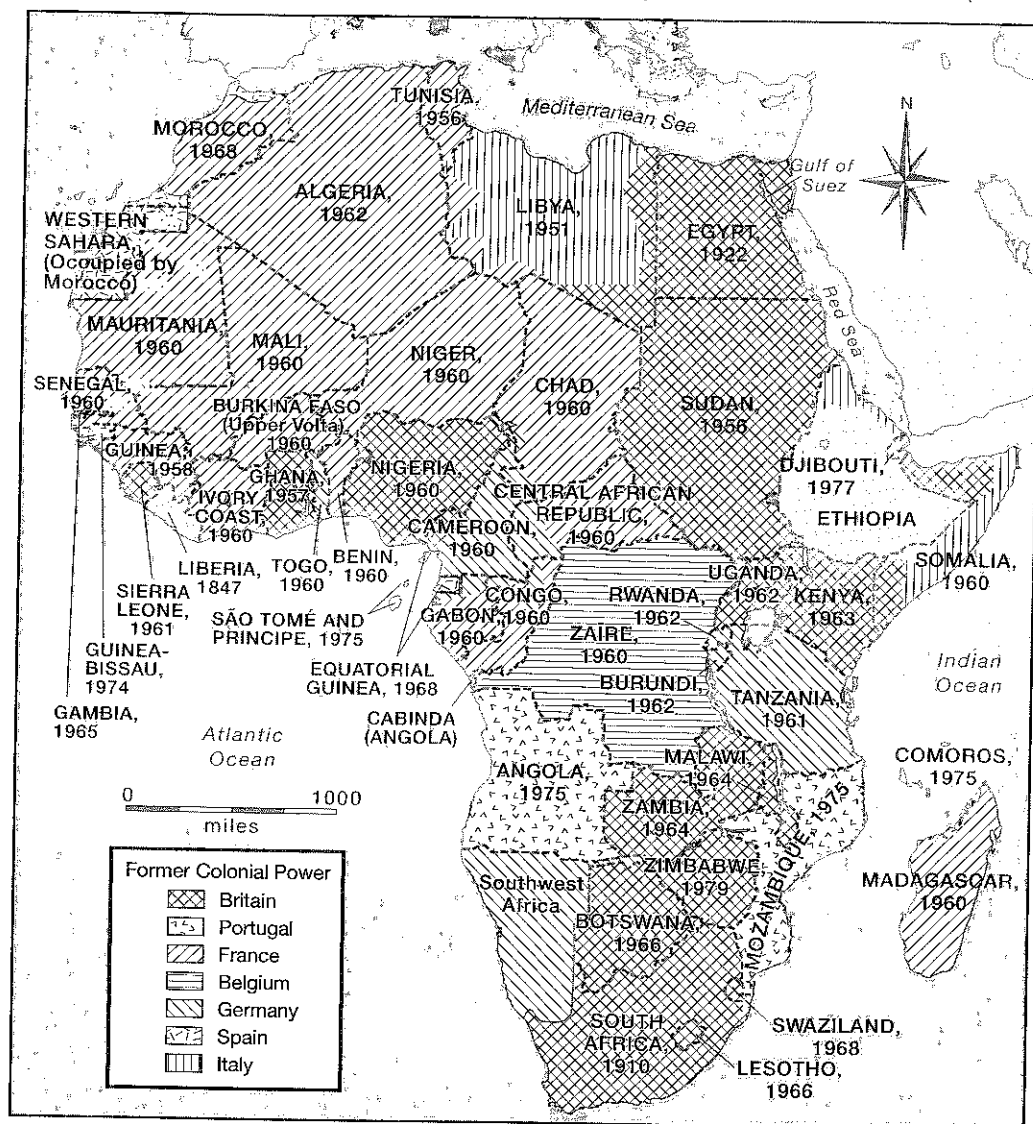 TUNISIA,
1956
Mediterranean Sea
N
MOROCCO,
1968
Gulf of
Suez
ALGERIA,
1962
LIBYA,
1951
WESTERN
SAHARA,
(Occupied by
Morocco)
EGYPT,
1922
Red Sea
MAURITANIA,
1960
MALI,
1960
NIGER,
1960
CHAD,
1960
SUDAN,
1956
SENEGAL,
1960
BURKINA FASO
(Upper Volta),
1960
GUINEA,
1958
GHANA,
1957
NIGERIA,
1960
DJIBOUTI,
1977
IVORY
COAST,
1960
CENTRAL AFRICAN
REPUBLIC,
1960
ETHIOPIA
CAMEROON,
1960
LIBERIA,
1847
TOGO,
1960
BENIN,
1960
SOMALIA,
1960
UGANDA,
1962
KENYA,
1963
SIERRA
LEONE,
1961
SÃO TOMÉ AND
PRINCIPE, 1975
GABON,
1960
CONGO,
1960
RWANDA,
1962
ZAIRE,
1960
GUINEA-
BISSAU,
1974
EQUATORIAL
GUINEA, 1968
BURUNDI,
1962
TANZANIA,
1961
Indian
Ocean
GAMBIA,
1965
CABINDA
(ANGOLA)
Atlantic
Ocean
ANGOLA,
1975
MALAWI,
1964
COMOROS,
1975
0 1000
miles
ZAMBIA,
1964
MOZAMBIQUE, 1975
ZIMBABWE
1979
Southwest
Africa
MADAGASCAR,
1960
BOTSWANA,
1966
SOUTH
AFRICA,
1910
SWAZILAND,
1968
LESOTHO,
1966
Former Colonial Power
Britain
Portugal
France
Belgium
Germany
Spain
Italy